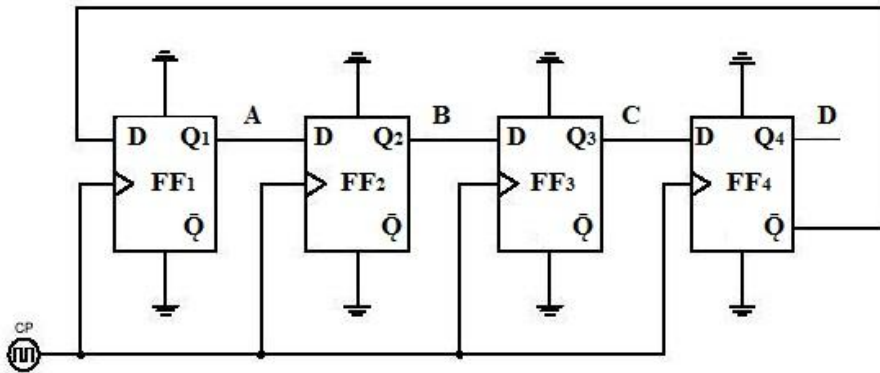 A B C D
D Q₁ D Q₂ D Q₃ D Q₄
FF₁ FF₂ FF₃ FF₄
Q̄ Q̄ Q̄ Q̄
CP